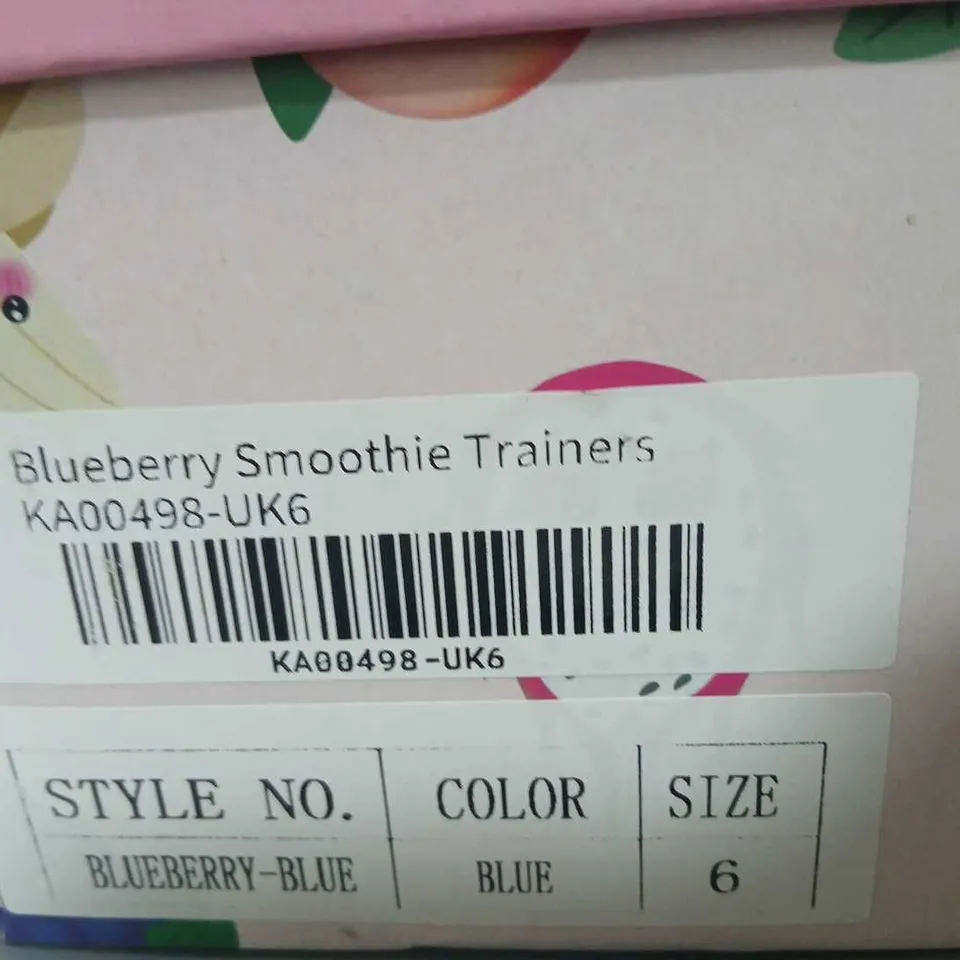 Blueberry Smoothie Trainers
KA00498-UK6
KA00498-UK6
STYLE NO. COLOR SIZE
BLUEBERRY-BLUE BLUE 6